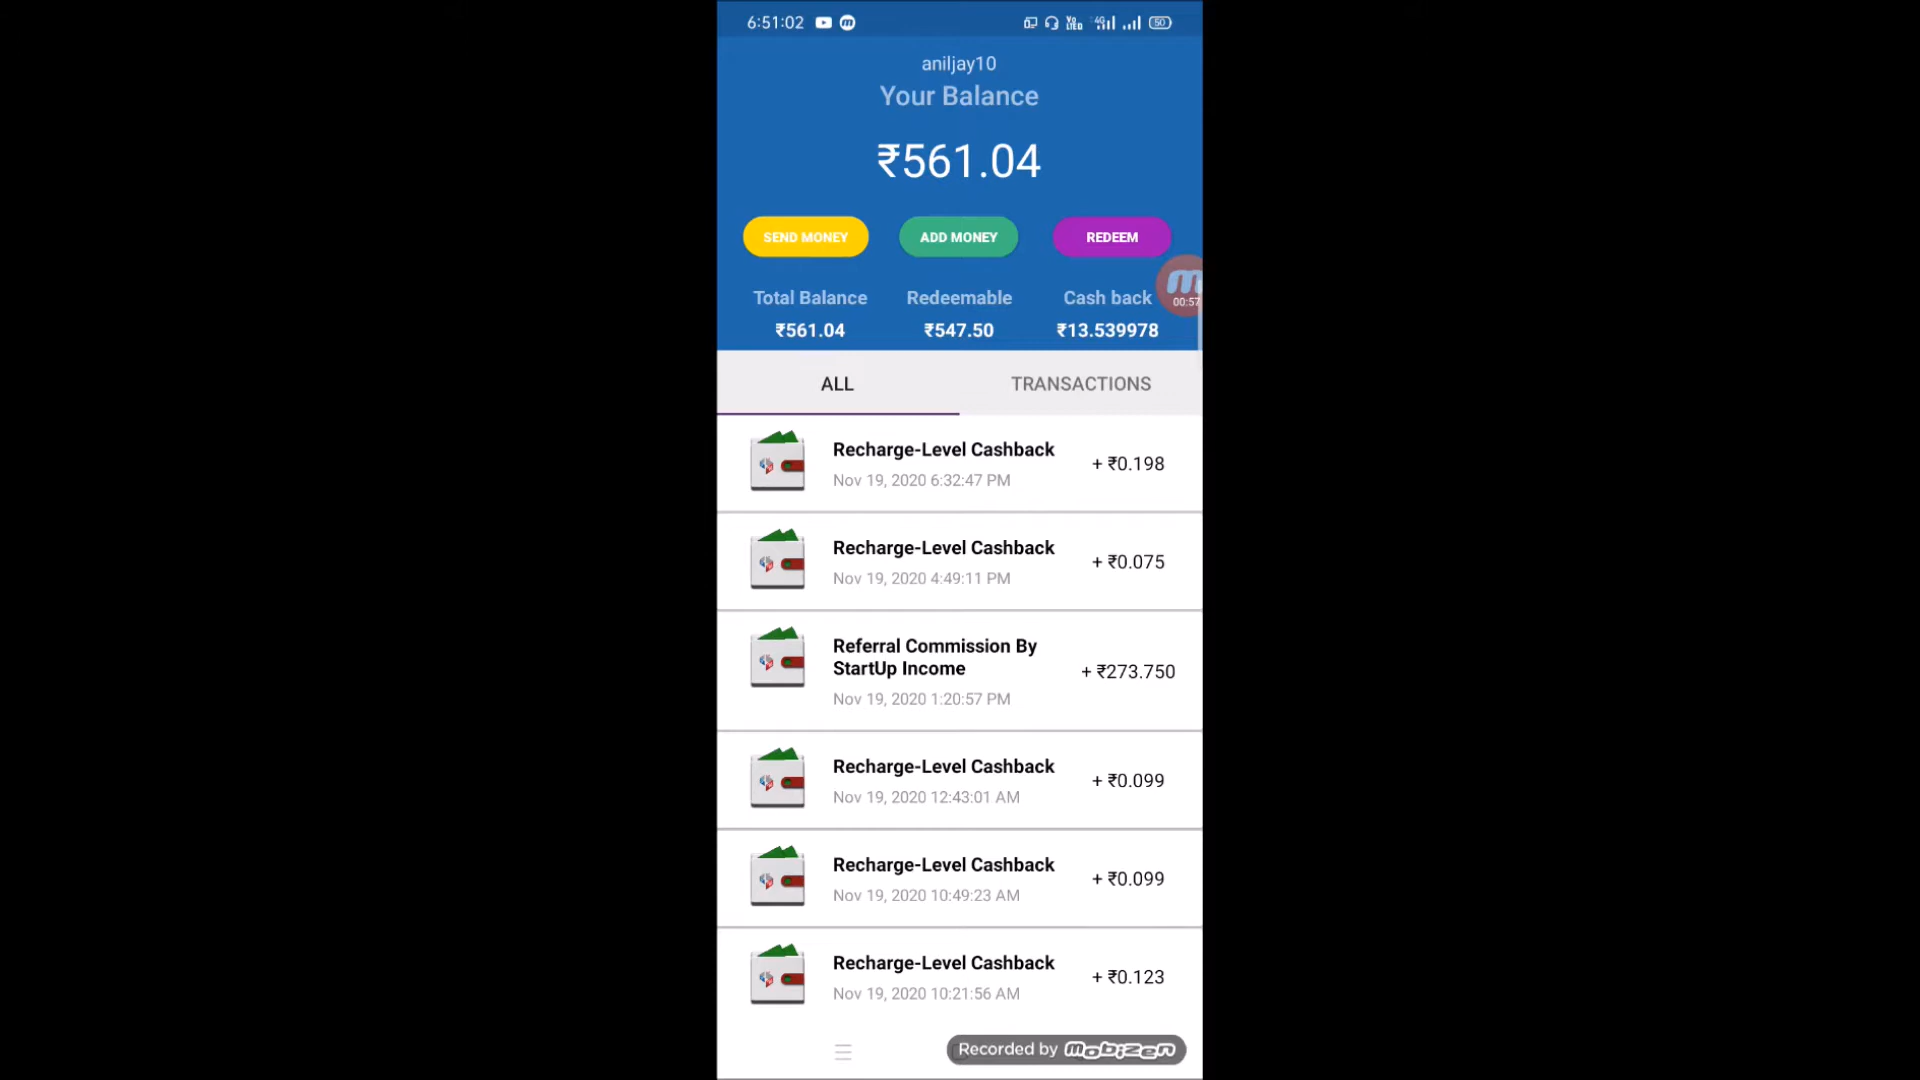 6:51:02
50
aniljay10
Your Balance
₹561.04
SEND MONEY ADD MONEY REDEEM
00:57
Total Balance Redeemable Cash back
₹561.04 ₹547.50 ₹13.539978
ALL TRANSACTIONS
Recharge-Level Cashback
+ ₹0.198
Nov 19, 2020 6:32:47 PM
Recharge-Level Cashback
+ ₹0.075
Nov 19, 2020 4:49:11 PM
Referral Commission By
StartUp Income
+ ₹273.750
Nov 19, 2020 1:20:57 PM
Recharge-Level Cashback
+ ₹0.099
Nov 19, 2020 12:43:01 AM
Recharge-Level Cashback
+ ₹0.099
Nov 19, 2020 10:49:23 AM
Recharge-Level Cashback
+ ₹0.123
Nov 19, 2020 10:21:56 AM
Recorded by mobizen